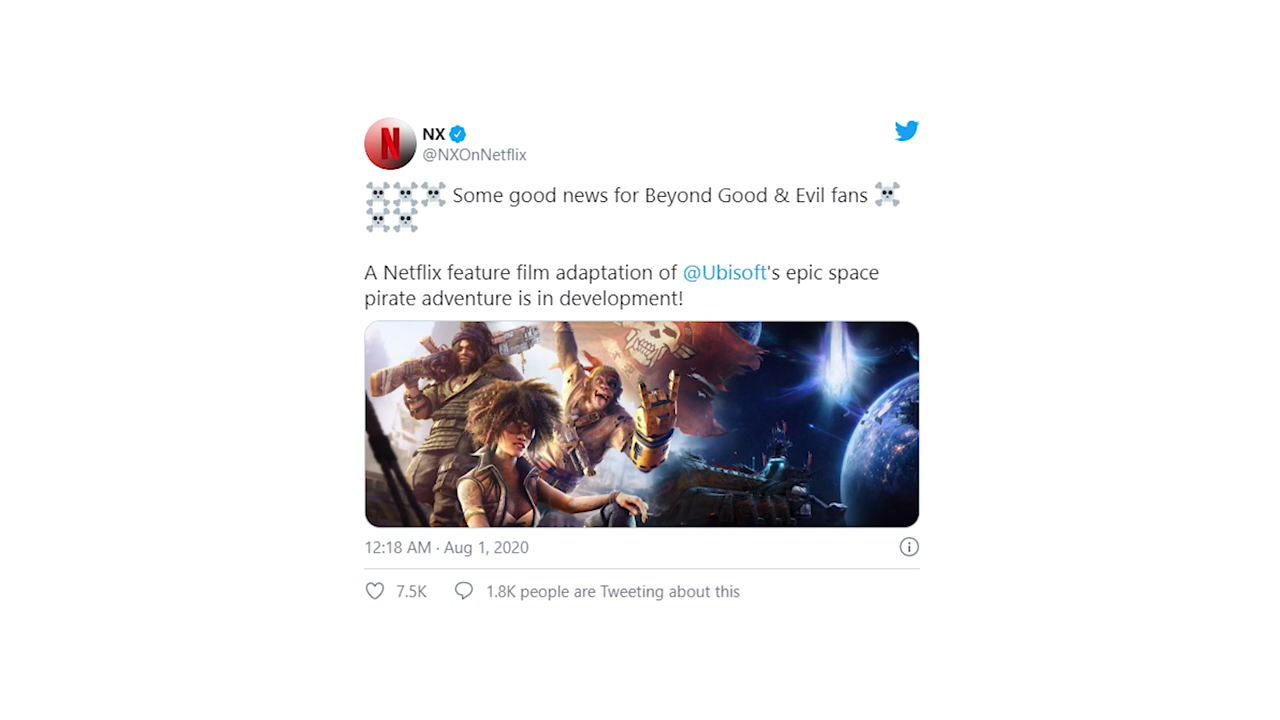 N
NX
@NXOnNetflix
☠️☠️☠️ Some good news for Beyond Good & Evil fans ☠️
☠️☠️
A Netflix feature film adaptation of @Ubisoft's epic space
pirate adventure is in development!
12:18 AM · Aug 1, 2020
7.5K 1.8K people are Tweeting about this